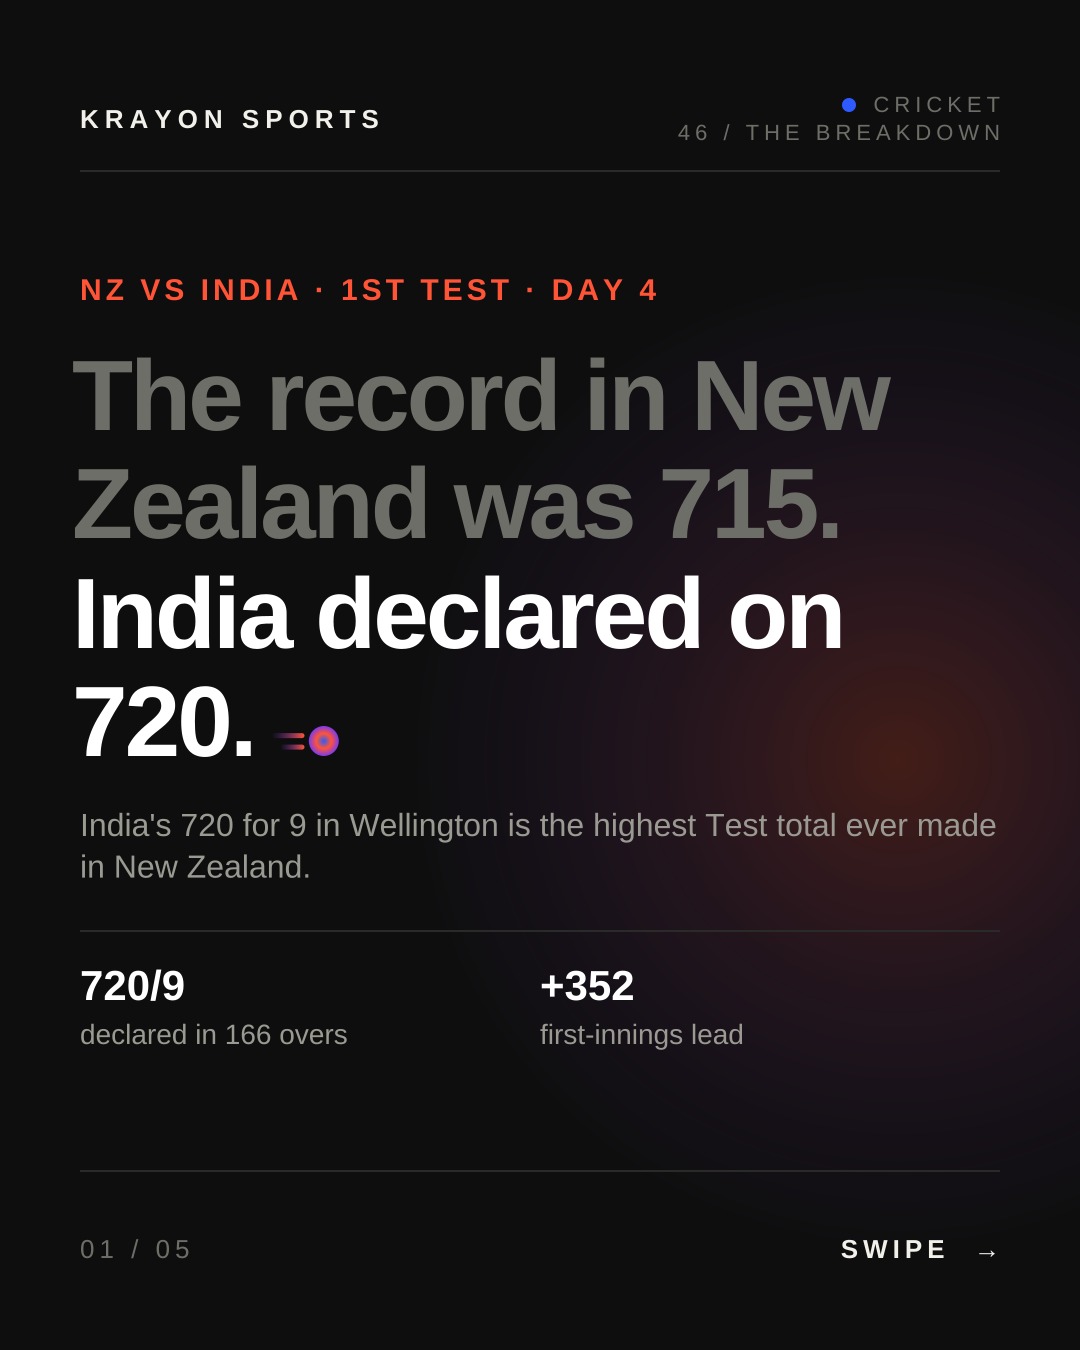 KRAYON SPORTS
CRICKET
46 / THE BREAKDOWN
NZ VS INDIA · 1ST TEST · DAY 4
The record in New
Zealand was 715.
India declared on
720.
India's 720 for 9 in Wellington is the highest Test total ever made
in New Zealand.
720/9
declared in 166 overs
+352
first-innings lead
01 / 05
SWIPE →